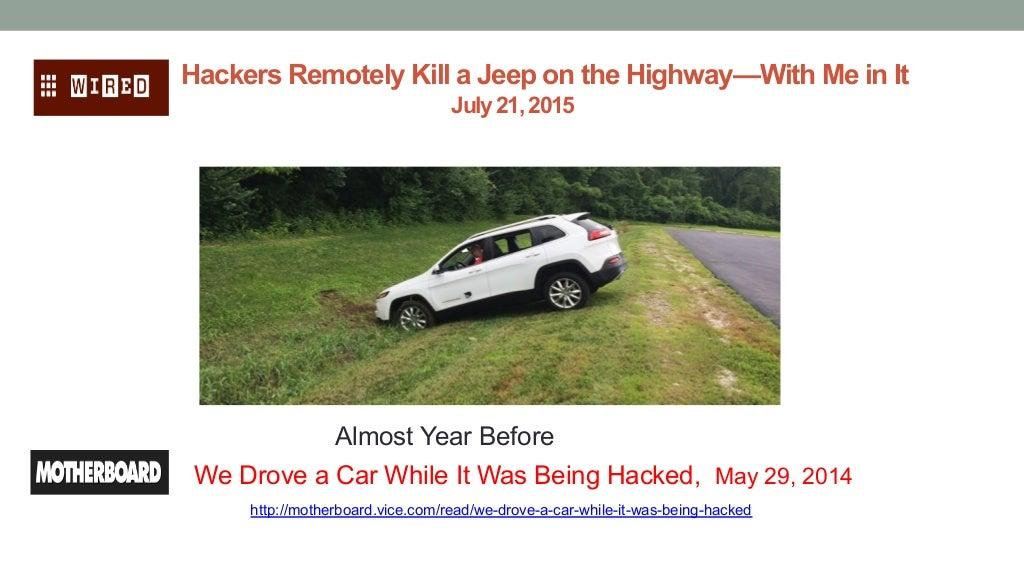 WIRED
Hackers Remotely Kill a Jeep on the Highway—With Me in It
July 21, 2015
Almost Year Before
MOTHERBOARD
We Drove a Car While It Was Being Hacked, May 29, 2014
http://motherboard.vice.com/read/we-drove-a-car-while-it-was-being-hacked